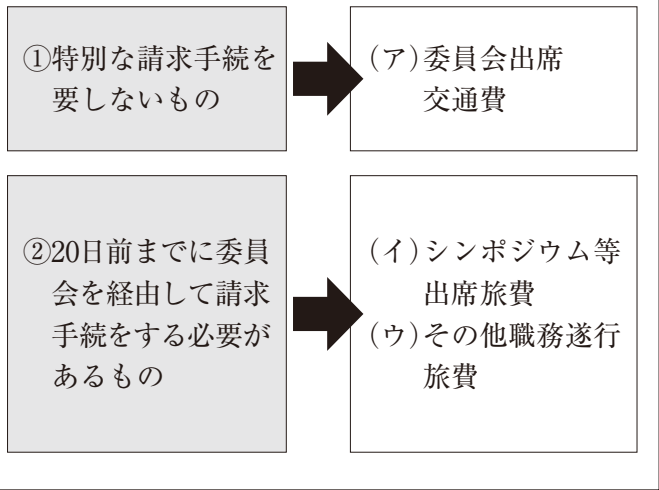 ①特別な請求手続を
要しないもの
(ア)委員会出席
交通費
②20日前までに委員
会を経由して請求
手続をする必要が
あるもの
(イ)シンポジウム等
出席旅費
(ウ)その他職務遂行
旅費